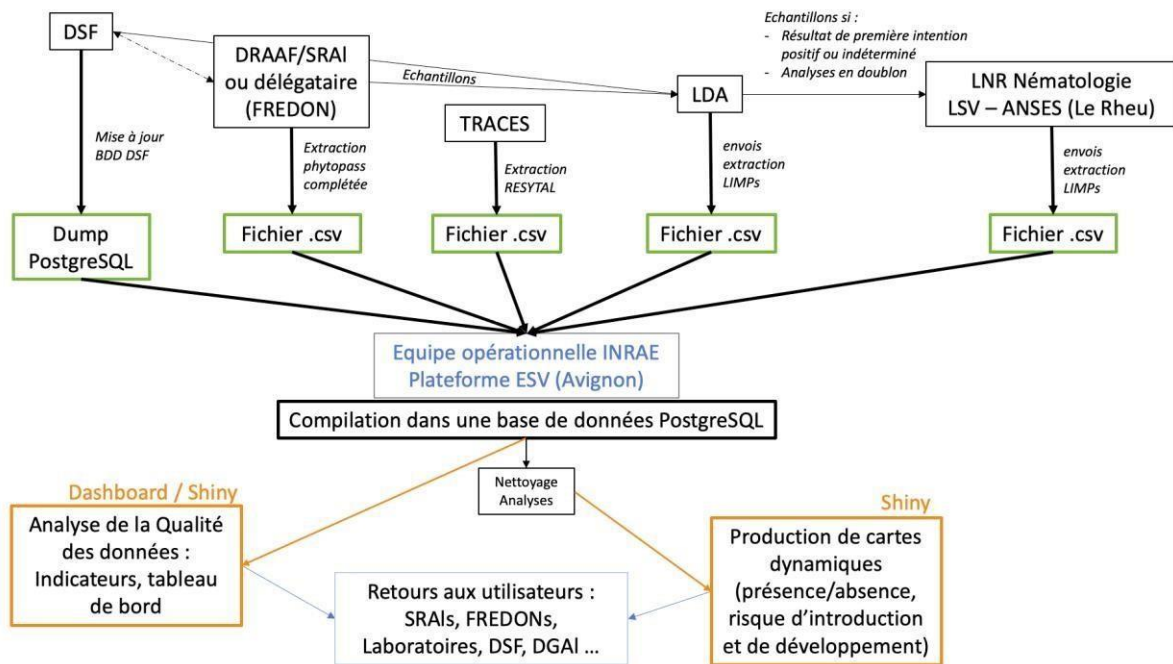 DSF
DRAAF/SRAl
ou délégataire
(FREDON)
Echantillons
TRACES
LDA
Echantillons si :
- Résultat de première intention
positif ou indéterminé
- Analyses en doublon
LNR Nématologie
LSV – ANSES (Le Rheu)
Mise à jour
BDD DSF
Extraction
phytopass
complétée
Extraction
RESYTAL
envois
extraction
LIMPs
envois
extraction
LIMPs
Dump
PostgreSQL
Fichier .csv
Fichier .csv
Fichier .csv
Fichier .csv
Equipe opérationnelle INRAE
Plateforme ESV (Avignon)
Compilation dans une base de données PostgreSQL
Nettoyage
Analyses
Dashboard / Shiny
Analyse de la Qualité
des données :
Indicateurs, tableau
de bord
Retours aux utilisateurs :
SRAls, FREDONs,
Laboratoires, DSF, DGAl ...
Shiny
Production de cartes
dynamiques
(présence/absence,
risque d’introduction
et de développement)